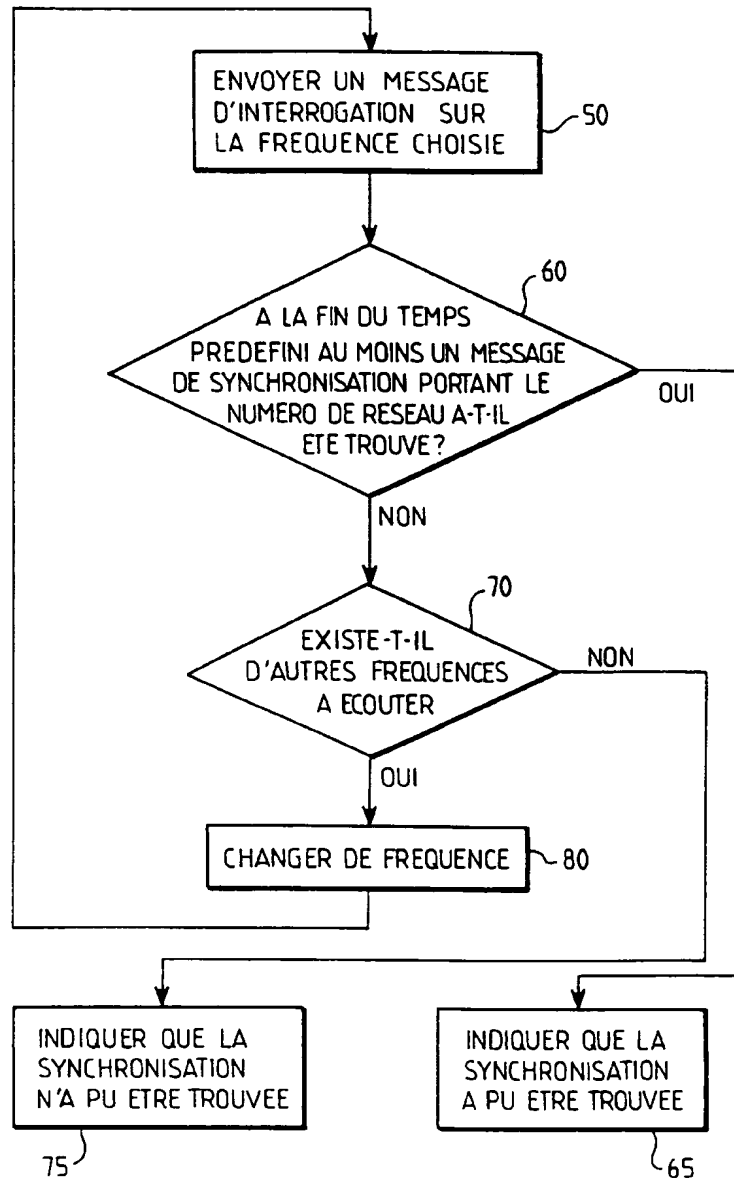 ENVOYER UN MESSAGE
D'INTERROGATION SUR
LA FREQUENCE CHOISIE
50
60
A LA FIN DU TEMPS
PREDEFINI AU MOINS UN MESSAGE
DE SYNCHRONISATION PORTANT LE
NUMERO DE RESEAU A-T-IL
ETE TROUVE?
OUI
NON
70
EXISTE-T-IL
D'AUTRES FREQUENCES
A ECOUTER
NON
OUI
CHANGER DE FREQUENCE
80
INDIQUER QUE LA
SYNCHRONISATION
N'A PU ETRE TROUVEE
75
INDIQUER QUE LA
SYNCHRONISATION
A PU ETRE TROUVEE
65